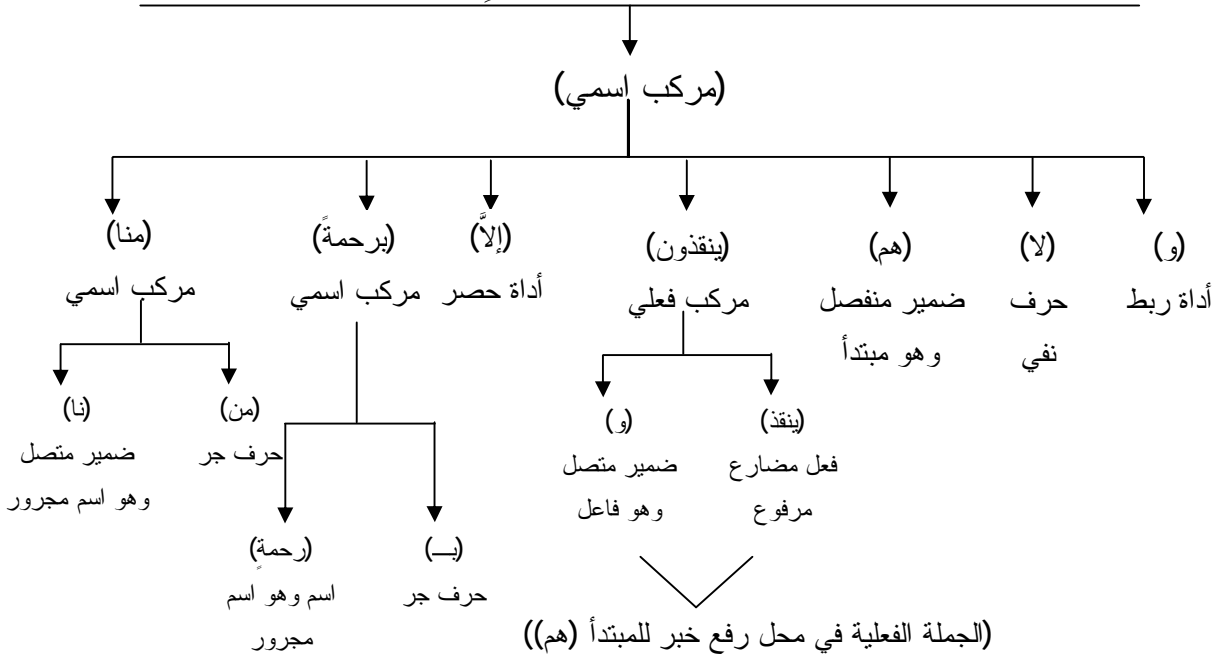 (مركب اسمي)
(و)
أداة ربط
(لا)
حرف
نفي
(هم)
ضمير منفصل
وهو مبتدأ
(ينقذون)
مركب فعلي
(إلاَّ)
أداة حصر
(برحمةً)
مركب اسمي
(منا)
مركب اسمي
(ينقذ)
فعل مضارع
مرفوع
(و)
ضمير متصل
وهو فاعل
(من)
حرف جر
(نا)
ضمير متصل
وهو اسم مجرور
(بـ)
حرف جر
(رحمةٍ)
اسم وهو اسم
مجرور
(الجملة الفعلية في محل رفع خبر للمبتدأ (هم))